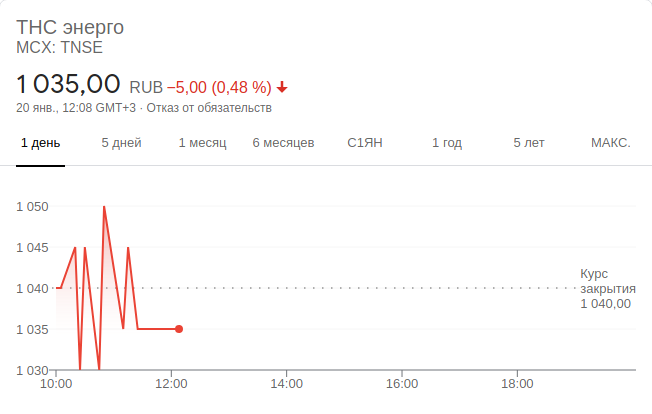 ТНС энерго
MCX: TNSE
1 035,00 RUB −5,00 (0,48 %)
20 янв., 12:08 GMT+3 · Отказ от обязательств
1 день 5 дней 1 месяц 6 месяцев С1ЯН 1 год 5 лет МАКС.
1 050
1 045
1 040
1 035
1 030
Курс
закрытия
1 040,00
10:00 12:00 14:00 16:00 18:00